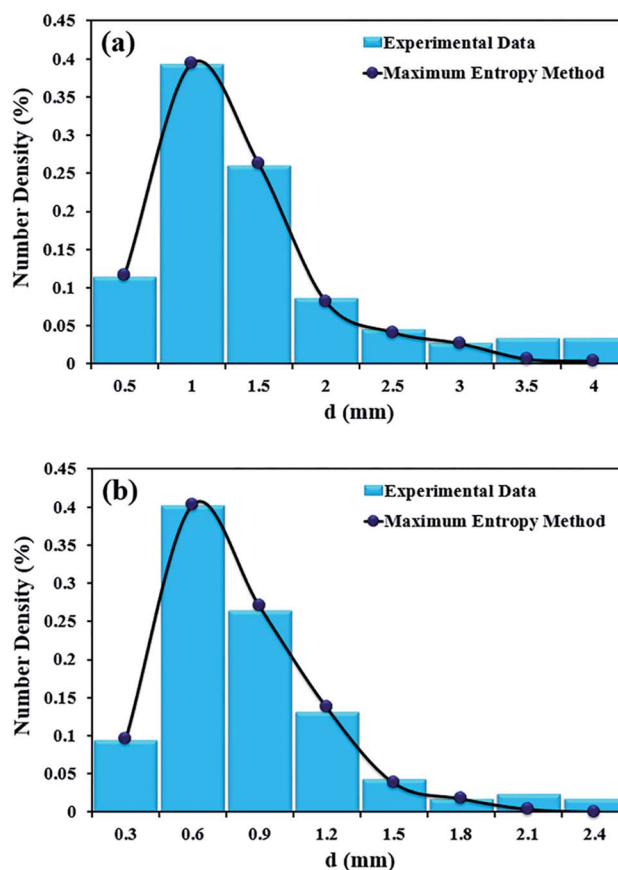 (a)
Experimental Data
Maximum Entropy Method
Number Density (%)
0.45
0.4
0.35
0.3
0.25
0.2
0.15
0.1
0.05
0
0.5 1 1.5 2 2.5 3 3.5 4
d (mm)
(b)
Experimental Data
Maximum Entropy Method
Number Density (%)
0.45
0.4
0.35
0.3
0.25
0.2
0.15
0.1
0.05
0
0.3 0.6 0.9 1.2 1.5 1.8 2.1 2.4
d (mm)